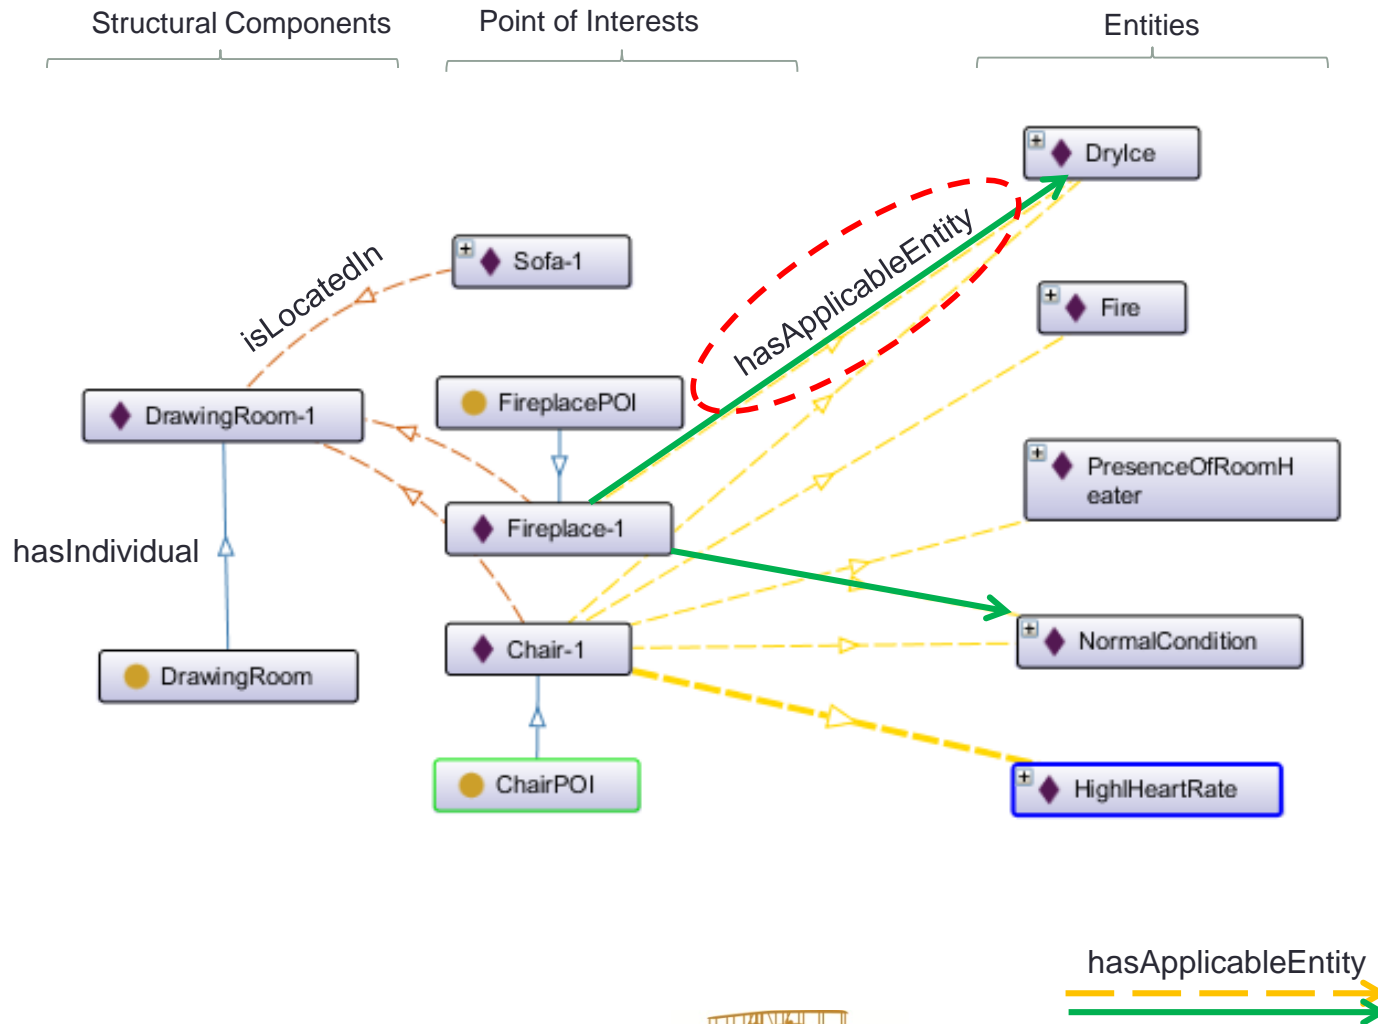 Structural Components
Point of Interests
Entities
DryIce
hasApplicableEntity
isLocatedIn
Sofa-1
Fire
FireplacePOI
DrawingRoom-1
PresenceOfRoomH
eater
Fireplace-1
hasIndividual
NormalCondition
Chair-1
DrawingRoom
ChairPOI
HighlHeartRate
hasApplicableEntity